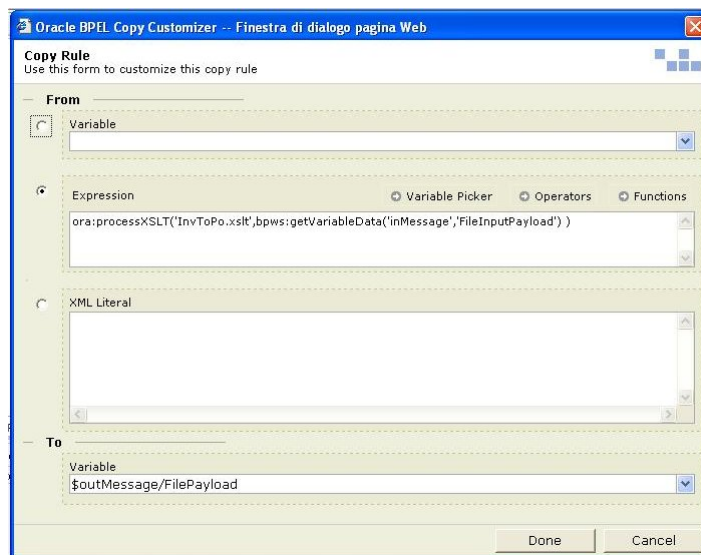 Oracle BPEL Copy Customizer -- Finestra di dialogo pagina Web
Copy Rule
Use this form to customize this copy rule
From
Variable
Expression Variable Picker Operators Functions
ora:processXSLT('InvToPo.xslt',bpws:getVariableData('inMessage','FileInputPayload') )
XML Literal
To
Variable
$outMessage/FilePayload
Done Cancel